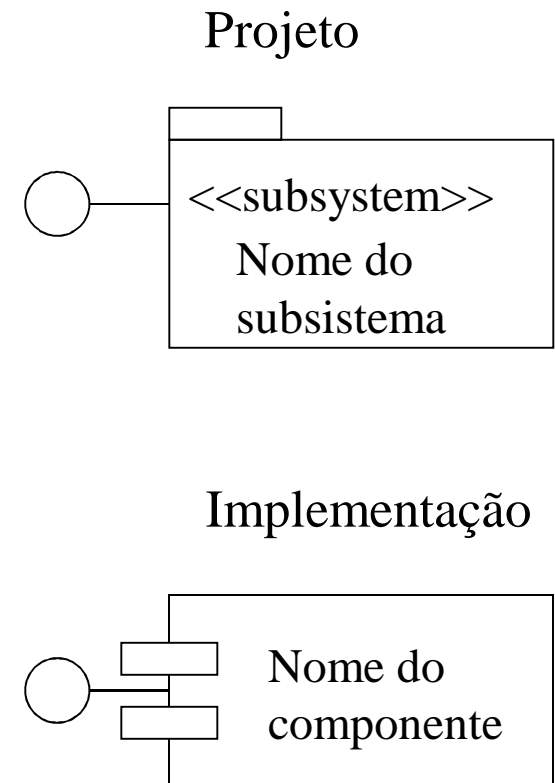 Projeto
<<subsystem>>
Nome do
subsistema
Implementação
Nome do
componente